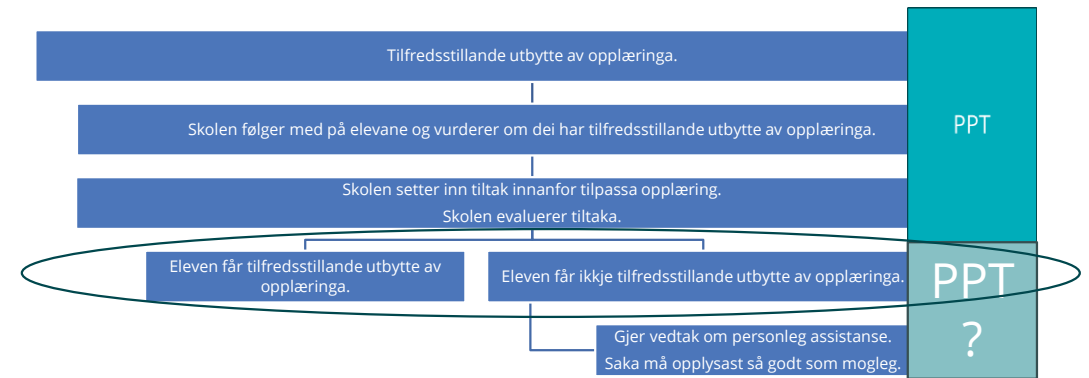 Tilfredsstillande utbytte av opplæringa.
Skolen følger med på elevane og vurderer om dei har tilfredsstillande utbytte av opplæringa.
PPT
Skolen setter inn tiltak innanfor tilpassa opplæring.
Skolen evaluerer tiltaka.
Eleven får tilfredsstillande utbytte av
opplæringa.
Eleven får ikkje tilfredsstillande utbytte av opplæringa.
PPT
?
Gjer vedtak om personleg assistanse.
Saka må opplysast så godt som mogleg.